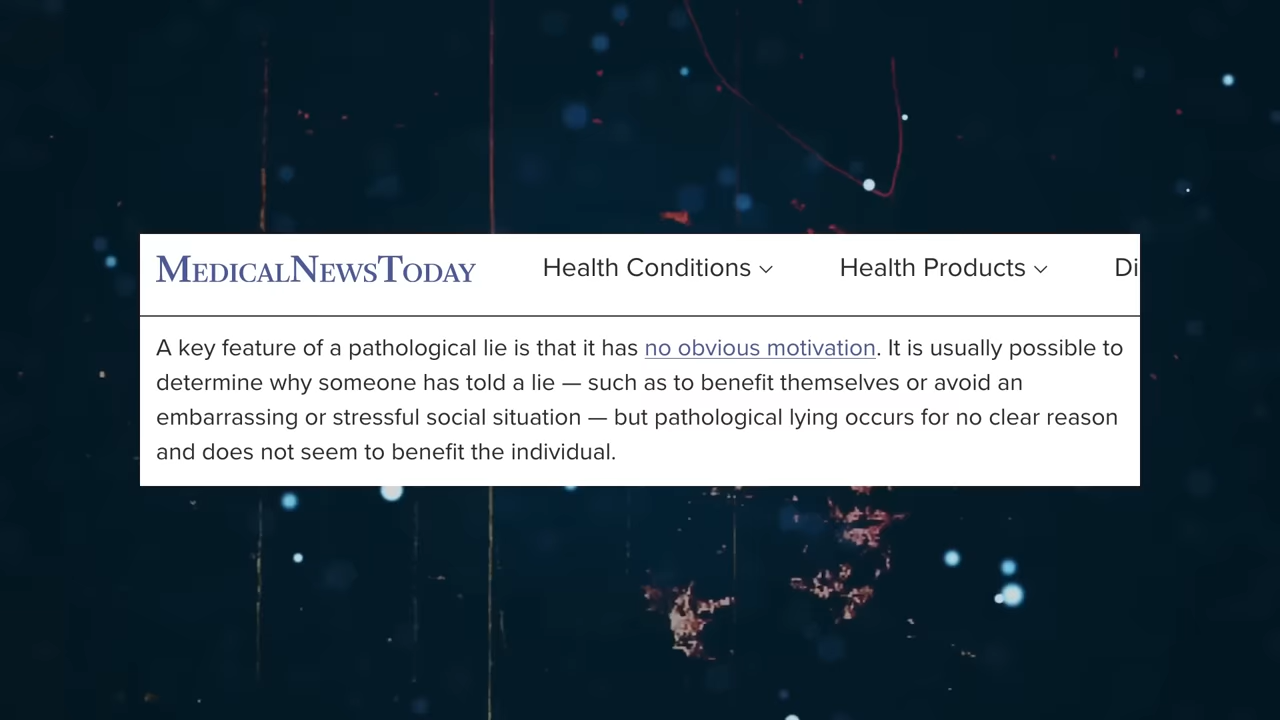 MEDICALNEWSTODAY Health Conditions Health Products Di
A key feature of a pathological lie is that it has no obvious motivation. It is usually possible to
determine why someone has told a lie — such as to benefit themselves or avoid an
embarrassing or stressful social situation — but pathological lying occurs for no clear reason
and does not seem to benefit the individual.